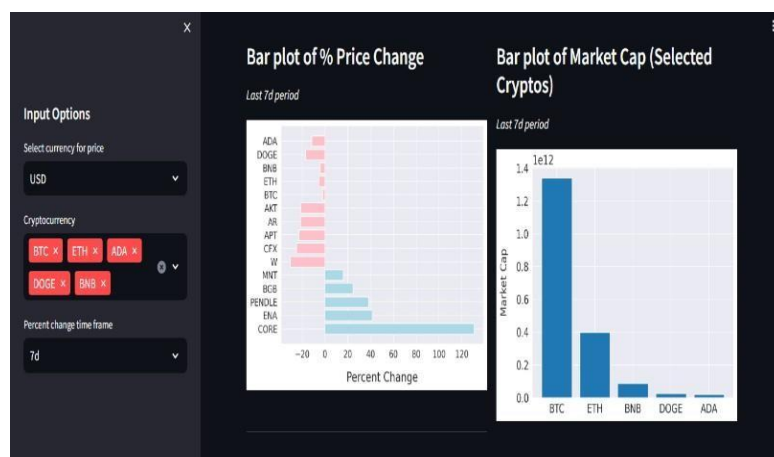 X
Input Options
Select currency for price
USD
Cryptocurrency
BTC × ETH × ADA ×
DOGE × BNB ×
Percent change time frame
7d
Bar plot of % Price Change
Last 7d period
ADA
DOGE
BNB
ETH
BTC
AKT
AR
APT
CFX
W
MNT
BGB
PENDLE
ENA
CORE
−20 0 20 40 60 80 100 120
Percent Change
Bar plot of Market Cap (Selected
Cryptos)
Last 7d period
1e12
1.4
1.2
1.0
0.8
0.6
0.4
0.2
0.0
Market Cap
BTC ETH BNB DOGE ADA